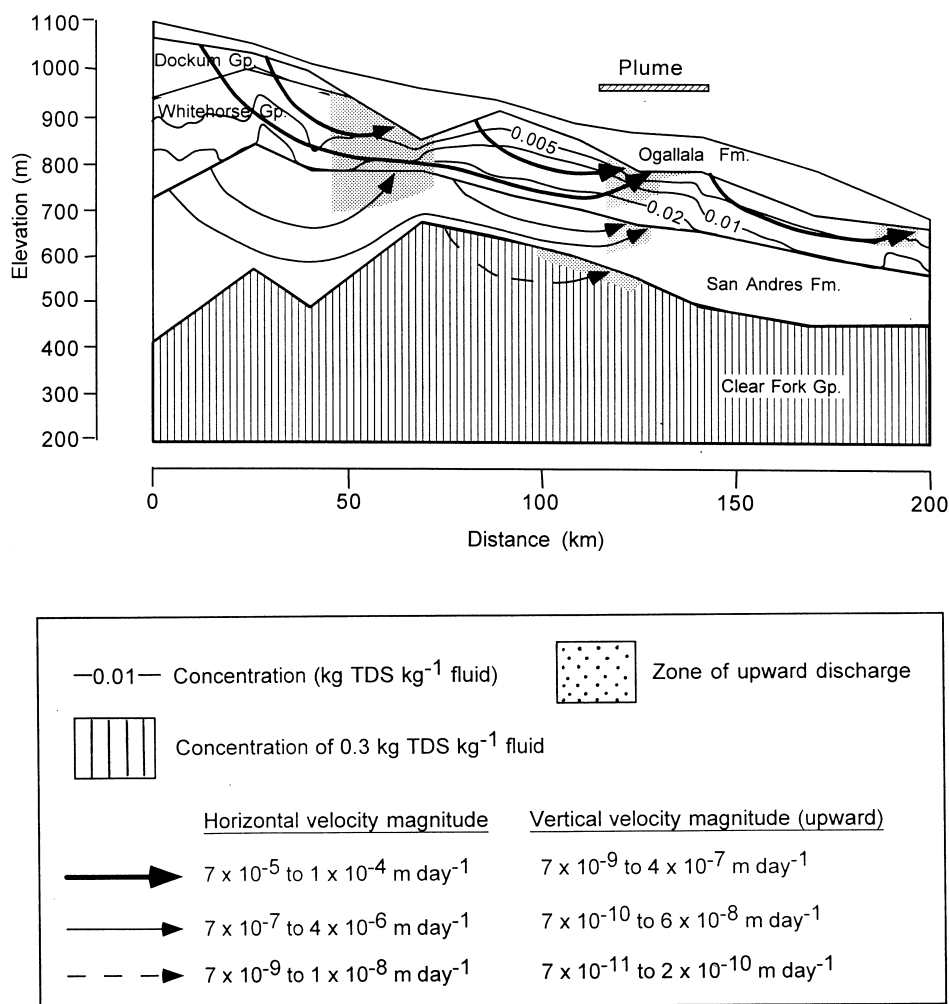 1100
1000
900
800
700
600
500
400
300
200
Elevation (m)
Dockum Gp.
Whitehorse Gp.
Plume
0.005
Ogallala Fm.
0.02
0.01
San Andres Fm.
Clear Fork Gp.
0 50 100 150 200
Distance (km)
0.01 Concentration (kg TDS kg-1 fluid)
Zone of upward discharge
Concentration of 0.3 kg TDS kg-1 fluid
Horizontal velocity magnitude Vertical velocity magnitude (upward)
7 x 10-5 to 1 x 10-4 m day-1 7 x 10-9 to 4 x 10-7 m day-1
7 x 10-7 to 4 x 10-6 m day-1 7 x 10-10 to 6 x 10-8 m day-1
7 x 10-9 to 1 x 10-8 m day-1 7 x 10-11 to 2 x 10-10 m day-1